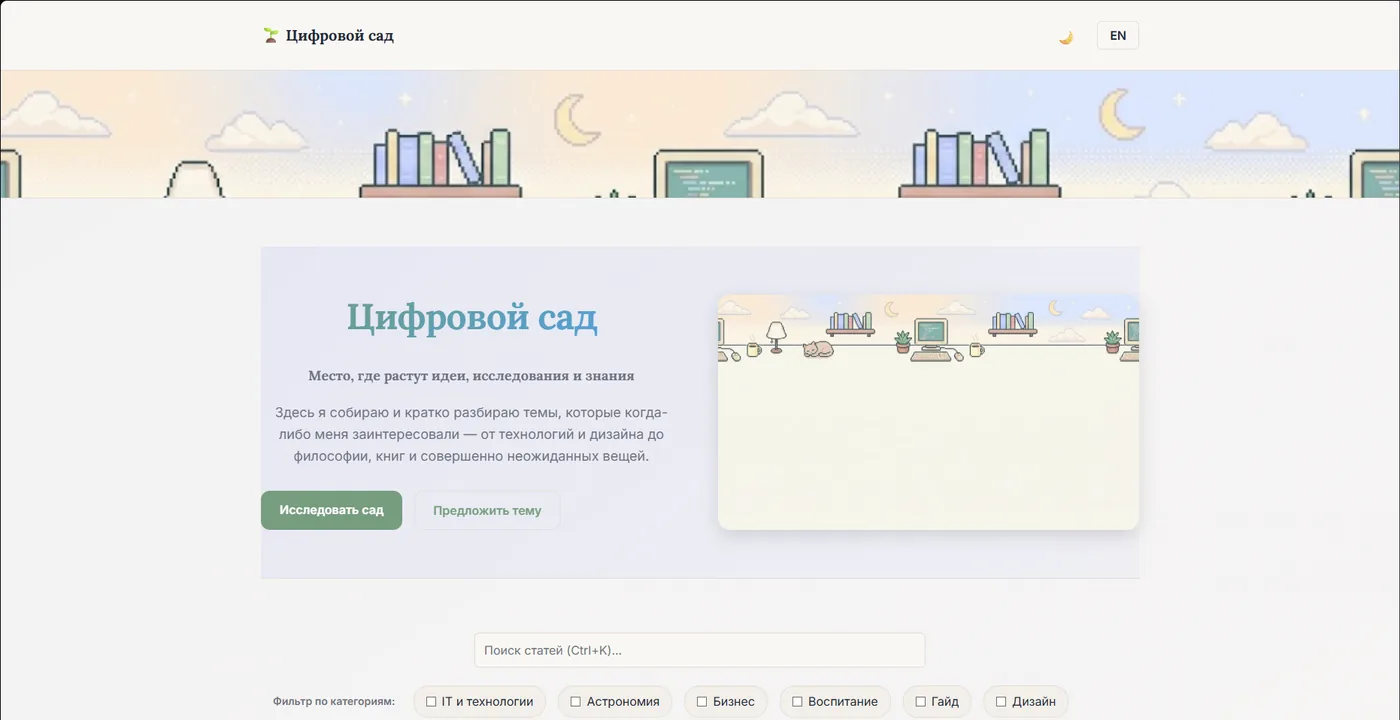 Цифровой сад
EN
Цифровой сад
Место, где растут идеи, исследования и знания
Здесь я собираю и кратко разбираю темы, которые когда-
либо меня заинтересовали — от технологий и дизайна до
философии, книг и совершенно неожиданных вещей.
Исследовать сад
Предложить тему
Поиск статей (Ctrl+K)...
Фильтр по категориям:
IT и технологии
Астрономия
Бизнес
Воспитание
Гайд
Дизайн